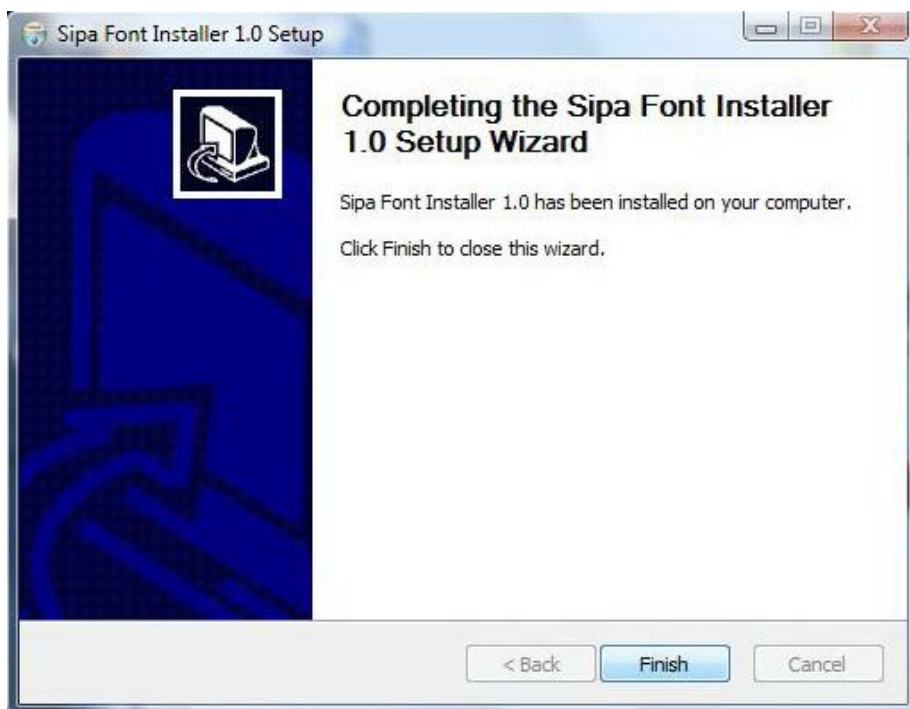 Sipa Font Installer 1.0 Setup
Completing the Sipa Font Installer
1.0 Setup Wizard
Sipa Font Installer 1.0 has been installed on your computer.
Click Finish to close this wizard.
< Back
Finish
Cancel